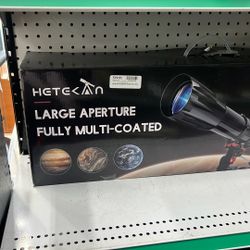 HETEKAN
LARGE APERTURE
FULLY MULTI-COATED